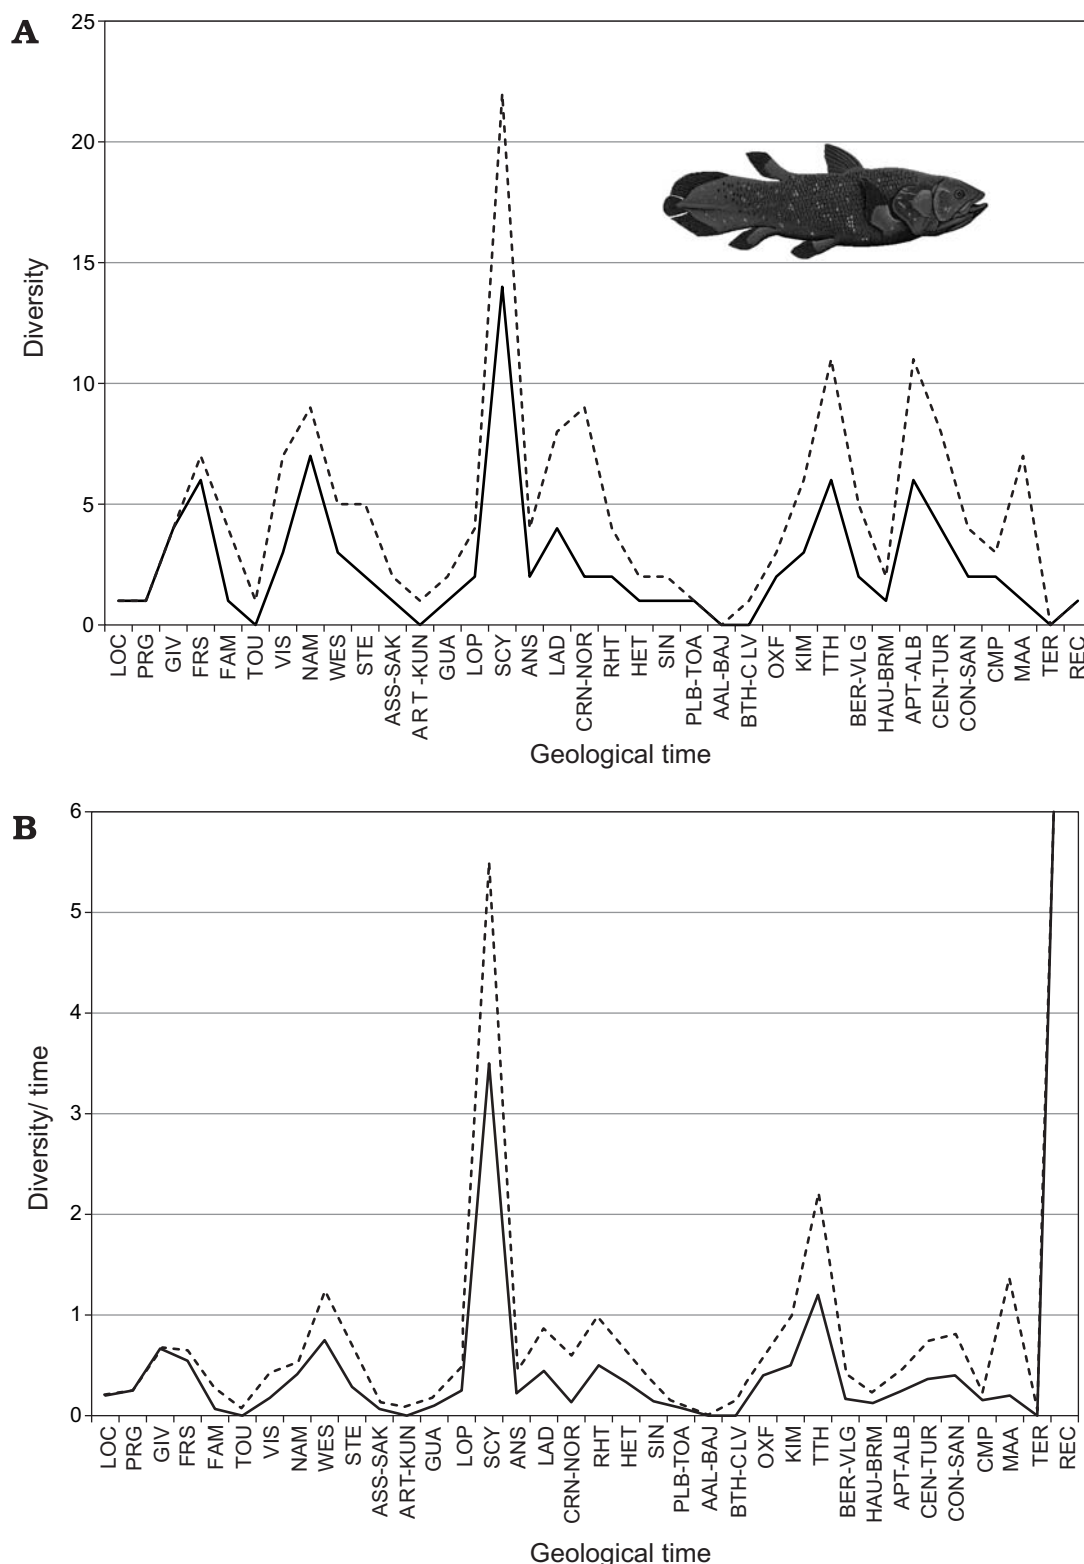 A
25
20
15
10
5
0
Diversity
LOC
PRG
GIV
FRS
FAM
TOU
VIS
NAM
WES
STE
ASS-SAK
ART-KUN
GUA
LOP
SCY
ANS
LAD
CRN-NOR
RHT
HET
SIN
PLB-TOA
AAL-BAJ
BTH-C LV
OXF
KIM
TTH
BER-VLG
HAU-BRM
APT-ALB
CEN-TUR
CON-SAN
CMP
MAA
TER
REC
Geological time
B
6
5
4
3
2
1
0
Diversity/ time
LOC
PRG
GIV
FRS
FAM
TOU
VIS
NAM
WES
STE
ASS-SAK
ART-KUN
GUA
LOP
SCY
ANS
LAD
CRN-NOR
RHT
HET
SIN
PLB-TOA
AAL-BAJ
BTH-CLV
OXF
KIM
TTH
BER-VLG
HAU-BRM
APT-ALB
CEN-TUR
CON-SAN
CMP
MAA
TER
REC
Geological time